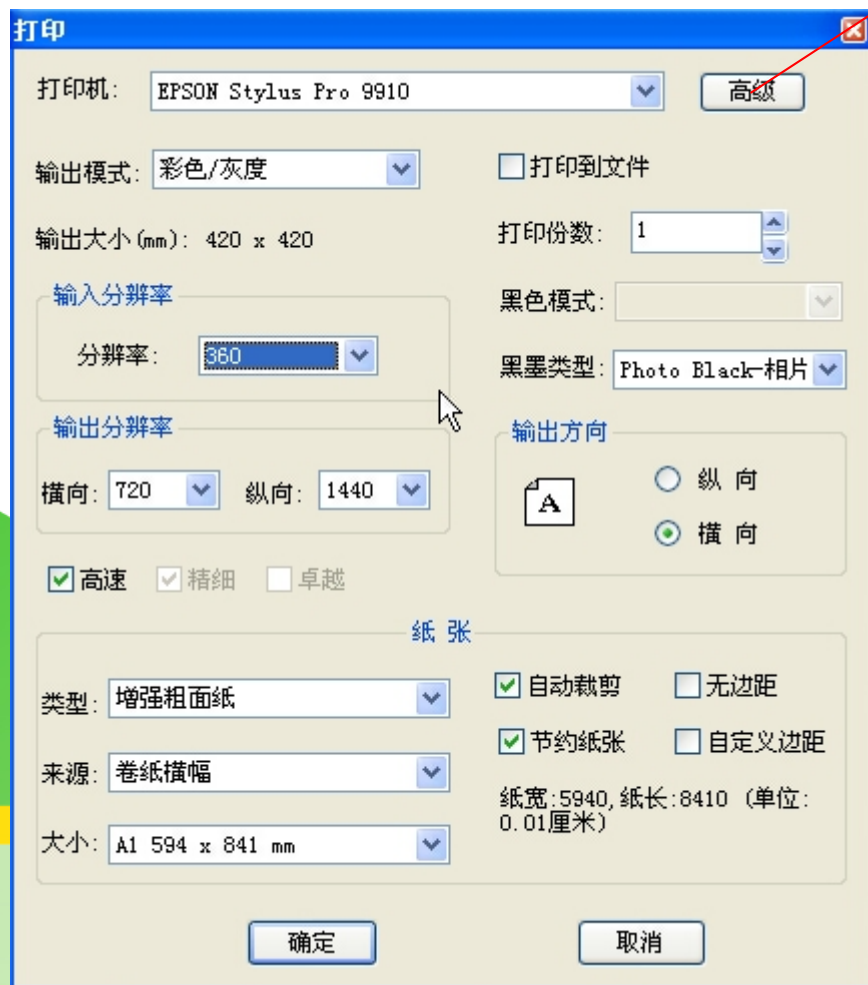 打印
打印机: EPSON Stylus Pro 9910 高级
输出模式: 彩色/灰度 打印到文件
输出大小(mm): 420 x 420 打印份数: 1
输入分辨率 黑色模式:
分辨率: 360 黑墨类型: Photo Black-相片
输出分辨率 输出方向
横向: 720 纵向: 1440 A 纵 向
横 向
高速 精细 卓越
纸 张
类型: 增强粗面纸 自动裁剪 无边距
节约纸张 自定义边距
来源: 卷纸横幅
纸宽:5940,纸长:8410 (单位:
0.01厘米)
大小: A1 594 x 841 mm
确定 取消